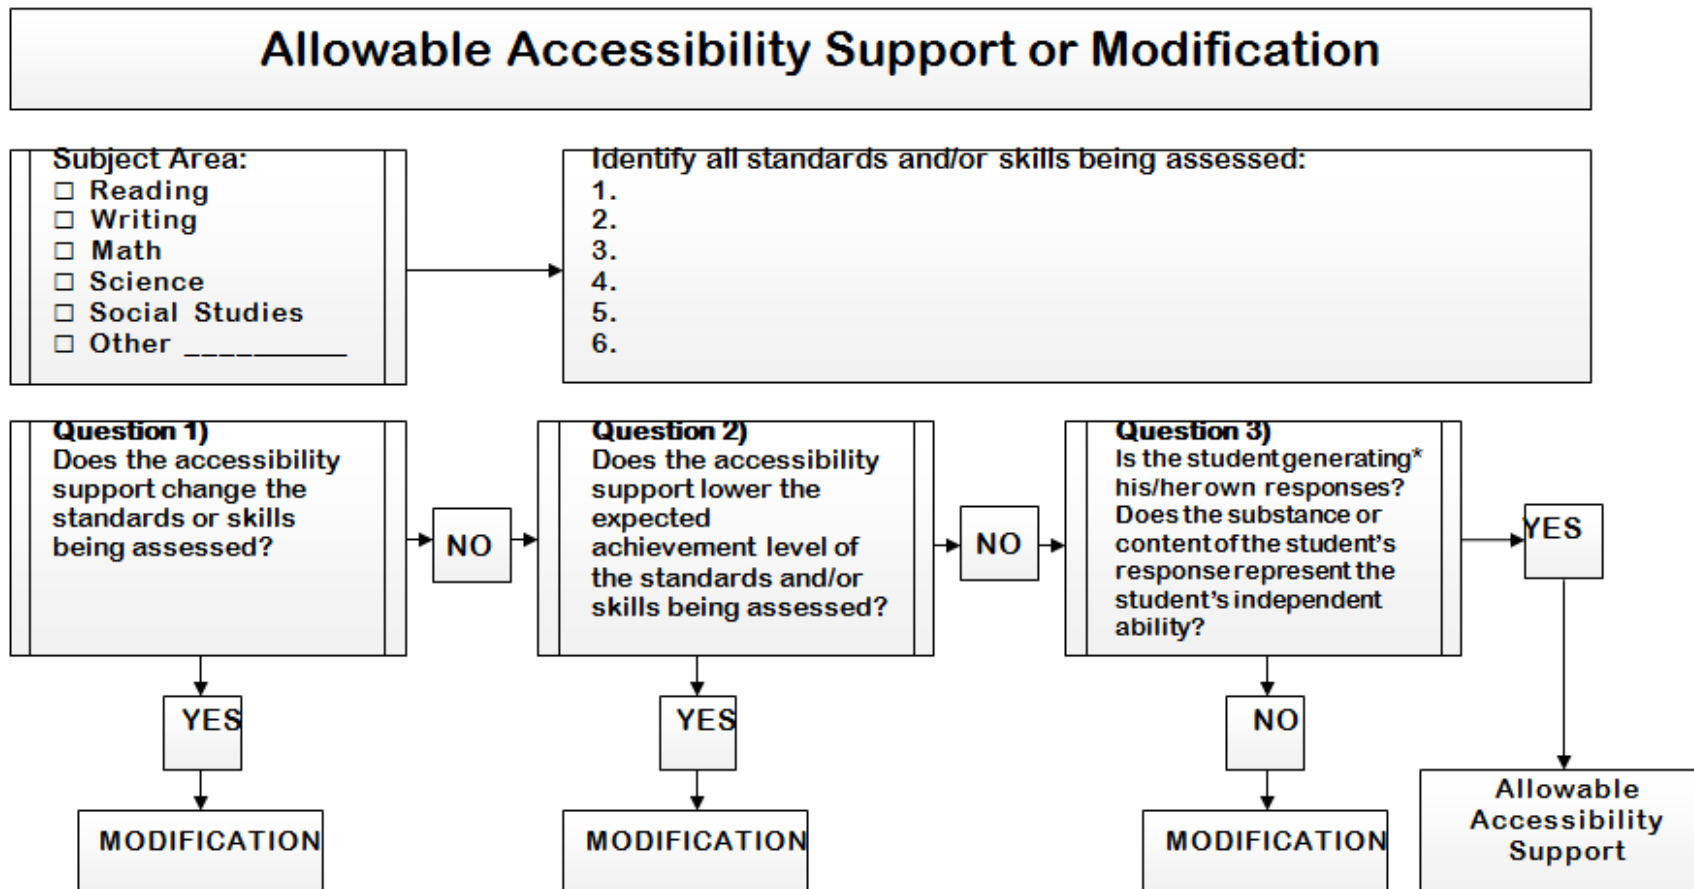 Allowable Accessibility Support or Modification
Subject Area:
☐ Reading
☐ Writing
☐ Math
☐ Science
☐ Social Studies
☐ Other __________
Identify all standards and/or skills being assessed:
1.
2.
3.
4.
5.
6.
Question 1)
Does the accessibility
support change the
standards or skills
being assessed?
NO
Question 2)
Does the accessibility
support lower the
expected
achievement level of
the standards and/or
skills being assessed?
NO
Question 3)
Is the student generating*
his/her own responses?
Does the substance or
content of the student's
response represent the
student's independent
ability?
YES
YES
YES
NO
MODIFICATION
MODIFICATION
MODIFICATION
Allowable
Accessibility
Support